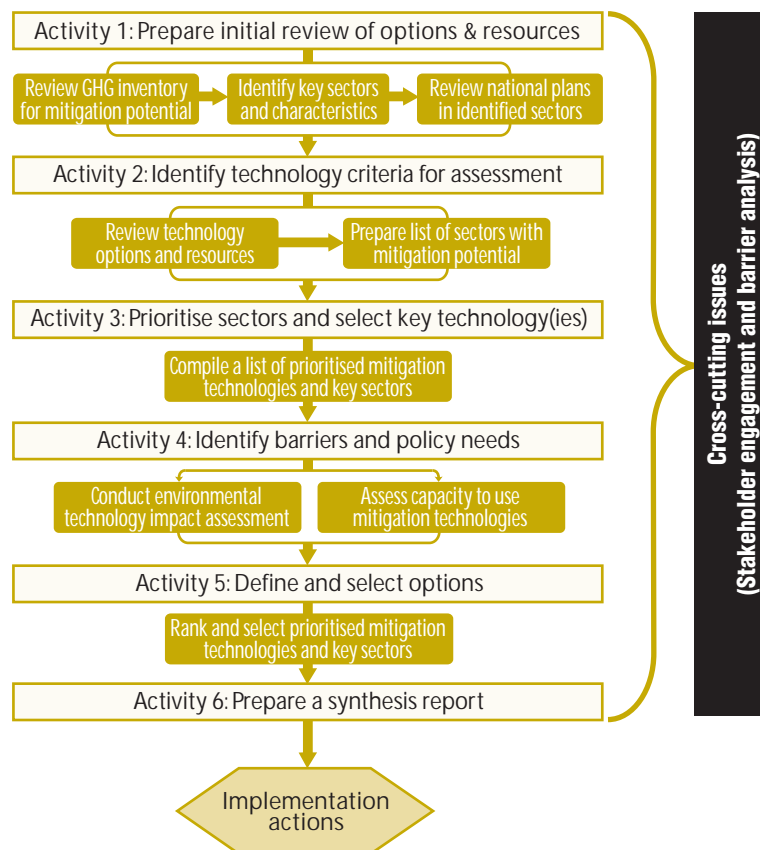 Activity 1: Prepare initial review of options & resources
Review GHG inventory
for mitigation potential
Identify key sectors
and characteristics
Review national plans
in identified sectors
Activity 2: Identify technology criteria for assessment
Review technology
options and resources
Prepare list of sectors with
mitigation potential
Activity 3: Prioritise sectors and select key technology(ies)
Compile a list of prioritised mitigation
technologies and key sectors
Activity 4: Identify barriers and policy needs
Conduct environmental
technology impact assessment
Assess capacity to use
mitigation technologies
Activity 5: Define and select options
Rank and select prioritised mitigation
technologies and key sectors
Activity 6: Prepare a synthesis report
Implementation
actions
Cross-cutting issues
(Stakeholder engagement and barrier analysis)